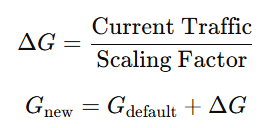 ΔG = Current Traffic / Scaling Factor
G_new = G_default + ΔG